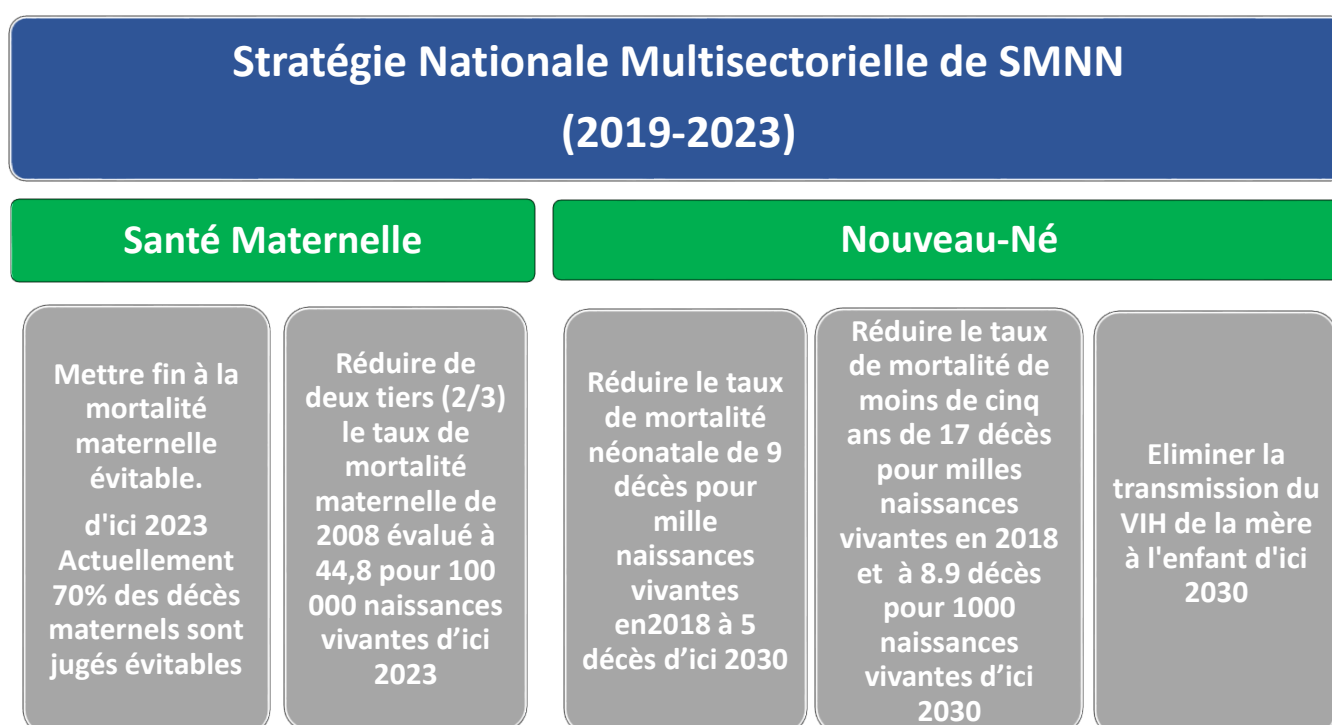 Stratégie Nationale Multisectorielle de SMNN
(2019-2023)
Santé Maternelle
Nouveau-Né
Mettre fin à la
mortalité
maternelle
évitable.
d'ici 2023
Actuellement
70% des décès
maternels sont
jugés évitables
Réduire de
deux tiers (2/3)
le taux de
mortalité
maternelle de
2008 évalué à
44,8 pour 100
000 naissances
vivantes d’ici
2023
Réduire le taux
de mortalité
néonatale de 9
décès pour
mille
naissances
vivantes
en2018 à 5
décès d’ici 2030
Réduire le taux
de mortalité de
moins de cinq
ans de 17 décès
pour milles
naissances
vivantes en 2018
et à 8.9 décès
pour 1000
naissances
vivantes d’ici
2030
Eliminer la
transmission du
VIH de la mère
à l'enfant d'ici
2030